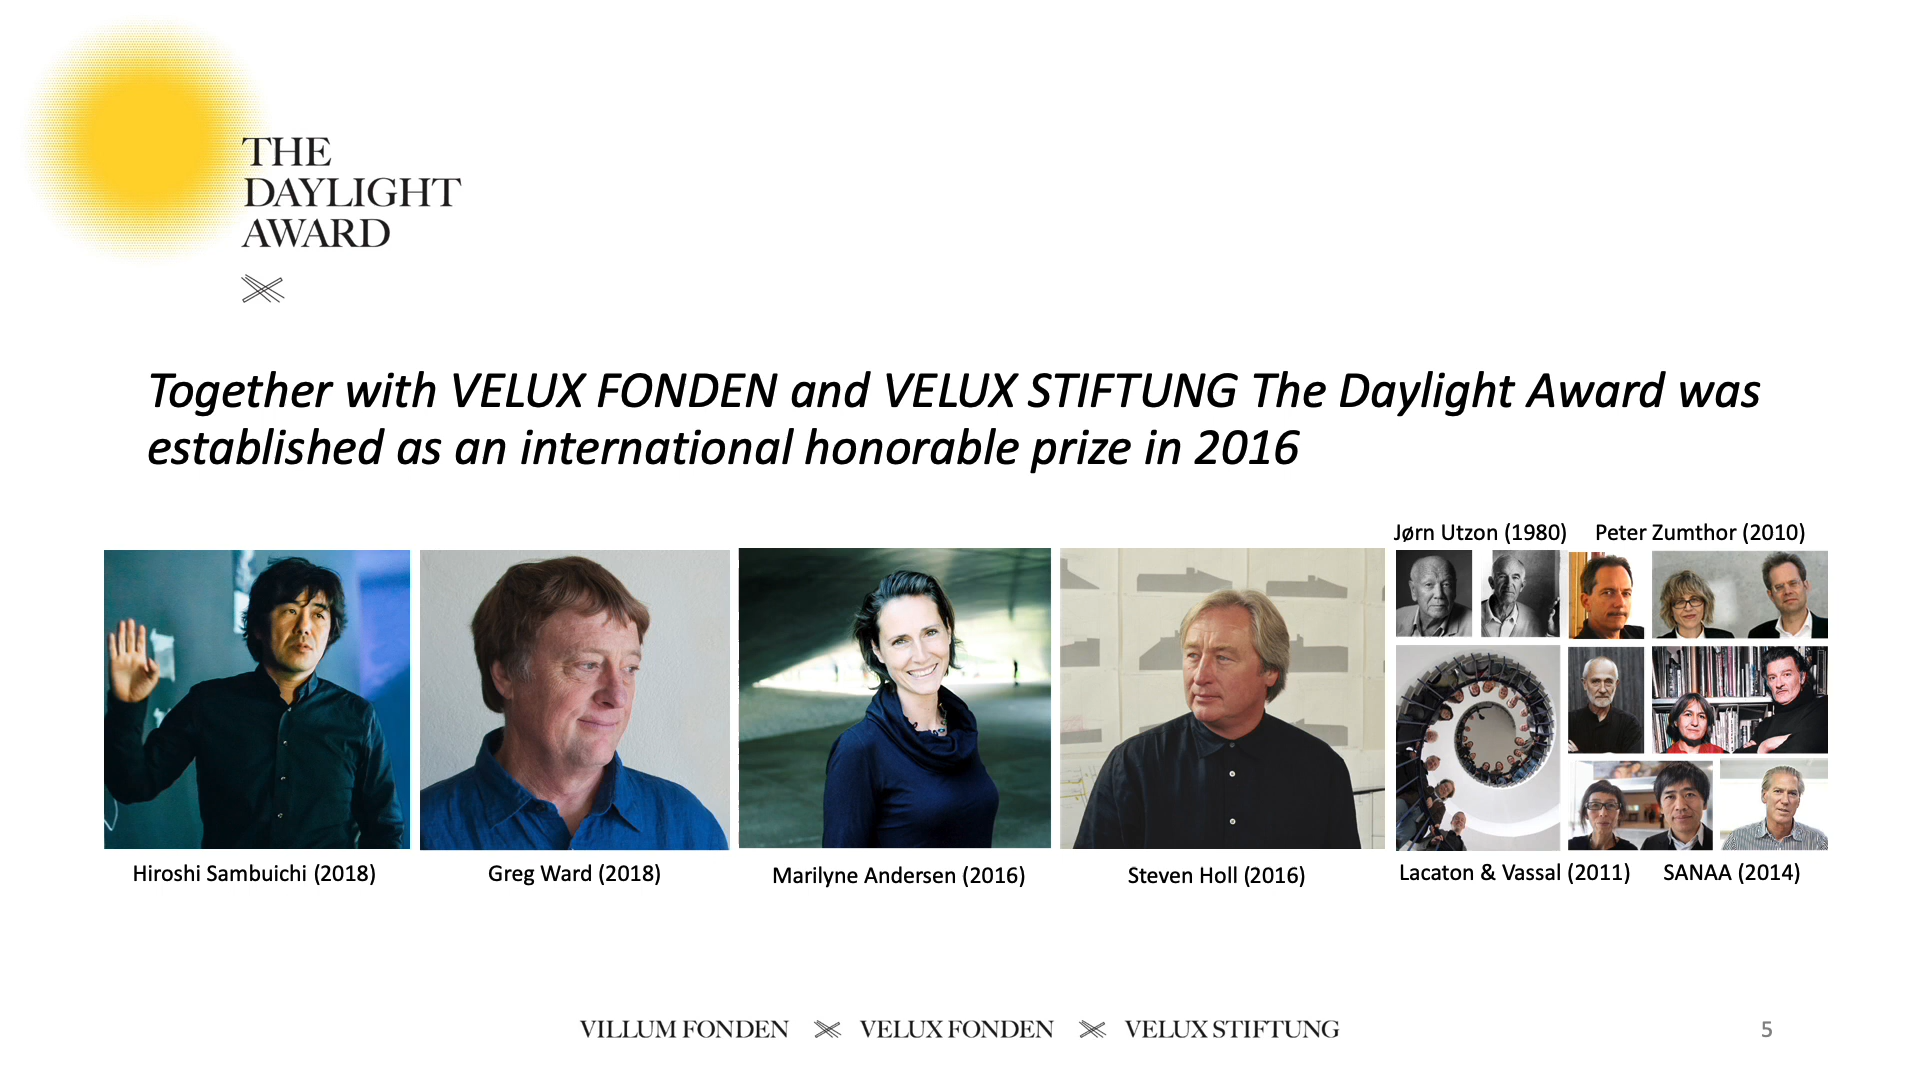 THE
DAYLIGHT
AWARD
Together with VELUX FONDEN and VELUX STIFTUNG The Daylight Award was
established as an international honorable prize in 2016
Jørn Utzon (1980) Peter Zumthor (2010)
Hiroshi Sambuichi (2018) Greg Ward (2018) Marilyne Andersen (2016) Steven Holl (2016) Lacaton & Vassal (2011) SANAA (2014)
VILLUM FONDEN VELUX FONDEN VELUX STIFTUNG 5